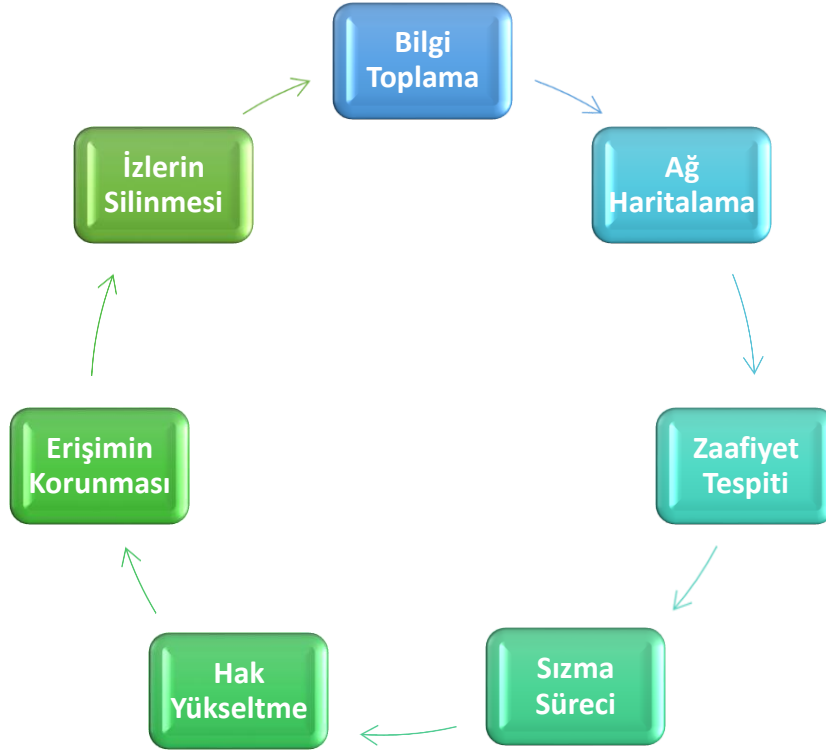 Bilgi
Toplama
Ağ
Haritalama
Zaafiyet
Tespiti
Sızma
Süreci
Hak
Yükseltme
Erişimin
Korunması
İzlerin
Silinmesi